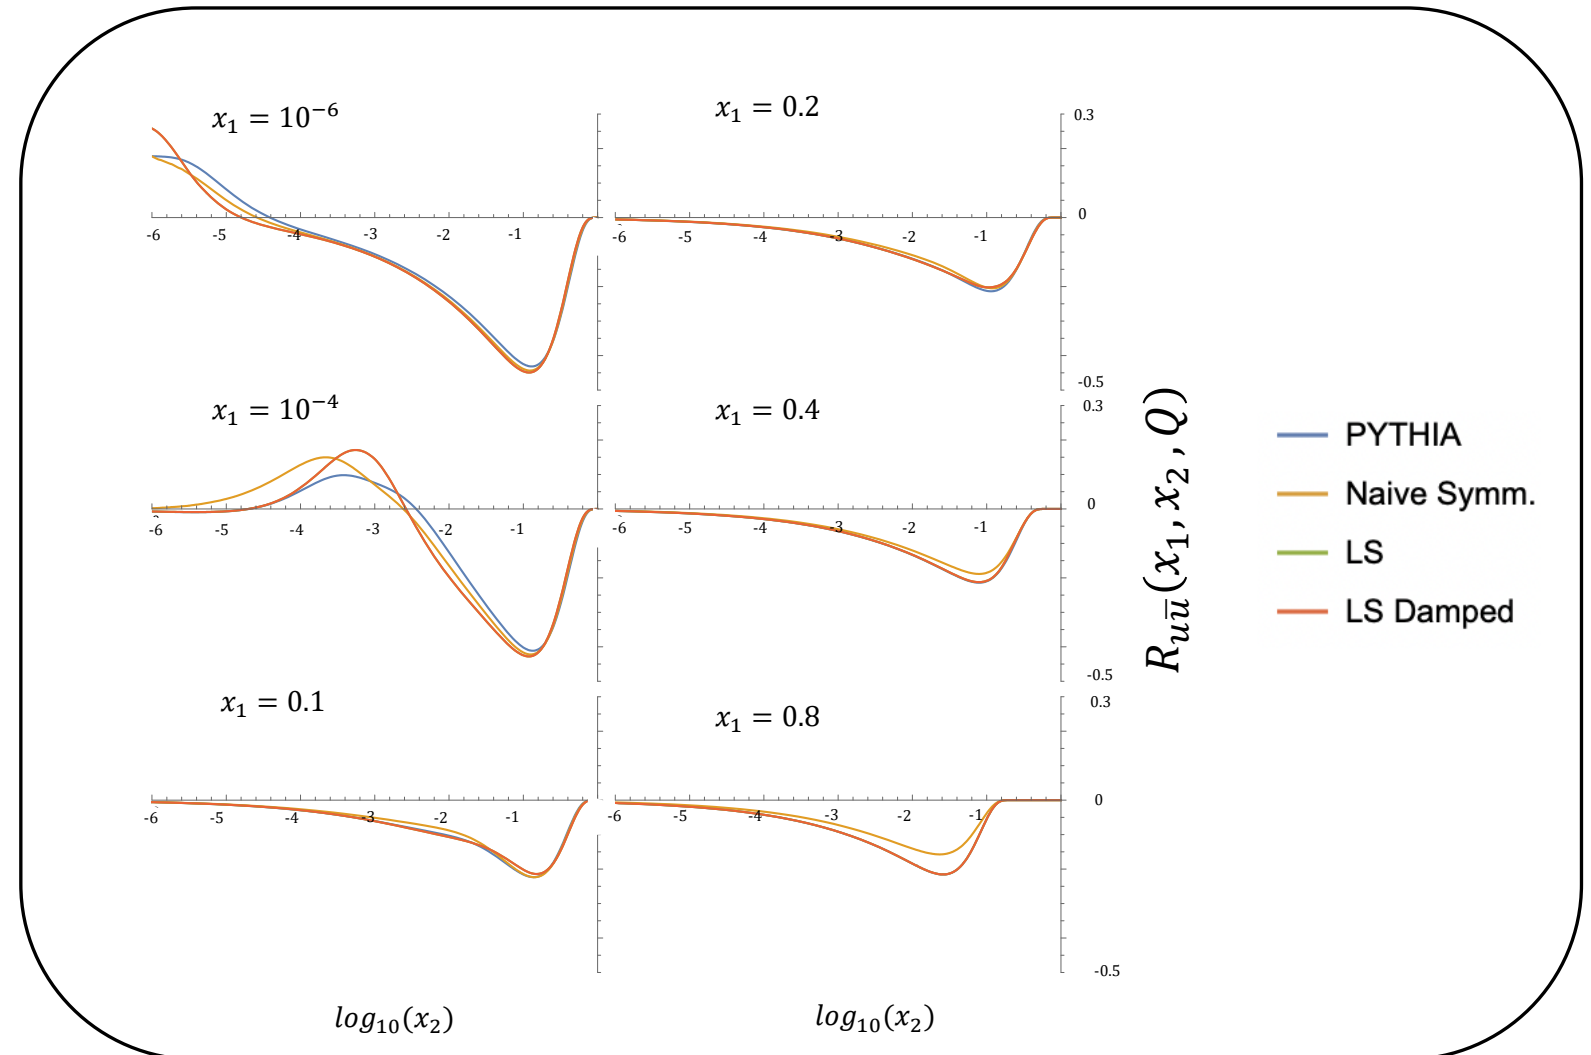 x₁ = 10⁻⁶
x₁ = 0.2
0.3
0
-6 -5 -4 -3 -2 -1
-6 -5 -4 -3 -2 -1
-0.5
x₁ = 10⁻⁴
x₁ = 0.4
0.3
0
-6 -5 -4 -3 -2 -1
-6 -5 -4 -3 -2 -1
-0.5
x₁ = 0.1
x₁ = 0.8
0.3
0
-6 -5 -4 -3 -2 -1
-6 -5 -4 -3 -2 -1
-0.5
log₁₀(x₂)
log₁₀(x₂)
R_{uū}(x₁, x₂, Q)
PYTHIA
Naive Symm.
LS
LS Damped